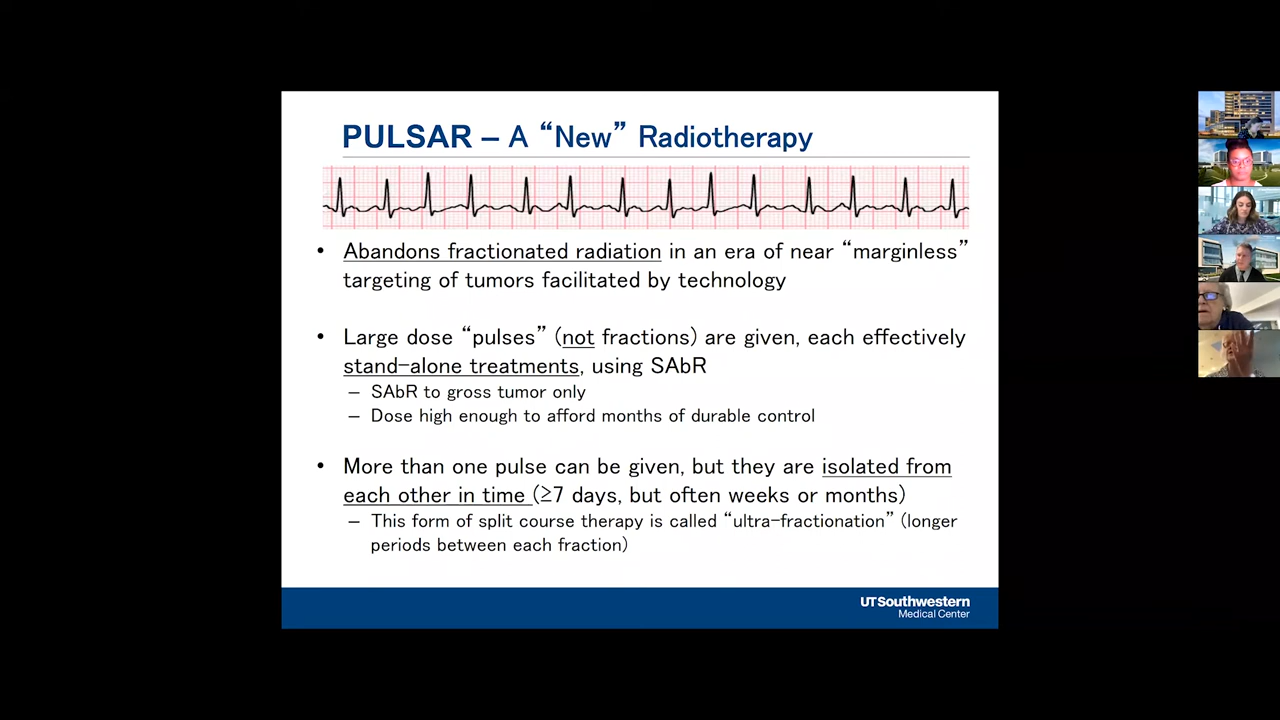 PULSAR – A “New” Radiotherapy
• Abandons fractionated radiation in an era of near “marginless”
targeting of tumors facilitated by technology
• Large dose “pulses” (not fractions) are given, each effectively
stand-alone treatments, using SAbR
– SAbR to gross tumor only
– Dose high enough to afford months of durable control
• More than one pulse can be given, but they are isolated from
each other in time (≥7 days, but often weeks or months)
– This form of split course therapy is called “ultra-fractionation” (longer
periods between each fraction)
UTSouthwestern
Medical Center